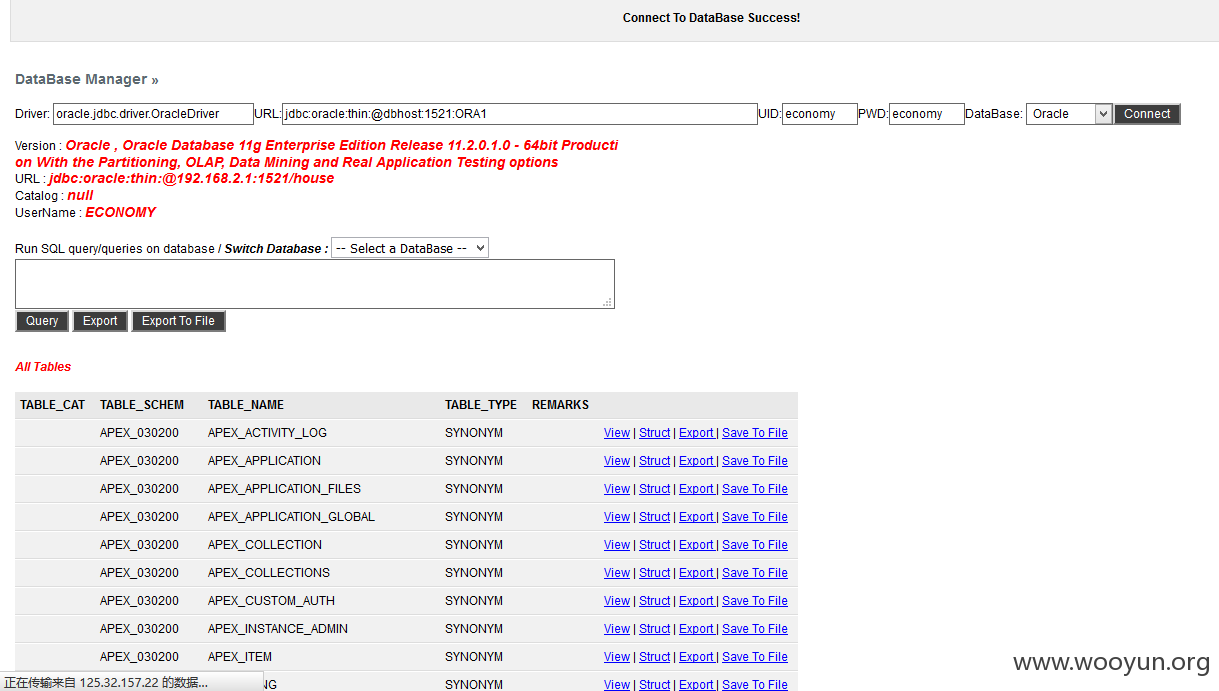 Connect To DataBase Success!
DataBase Manager »
Driver: oracle.jdbc.driver.OracleDriver URL: jdbc:oracle:thin:@dbhost:1521:ORA1 UID: economy PWD: economy DataBase: Oracle Connect
Version : Oracle , Oracle Database 11g Enterprise Edition Release 11.2.0.1.0 - 64bit Producti
on With the Partitioning, OLAP, Data Mining and Real Application Testing options
URL : jdbc:oracle:thin:@192.168.2.1:1521/house
Catalog : null
UserName : ECONOMY
Run SQL query/queries on database / Switch Database : -- Select a DataBase --
Query Export Export To File
All Tables
TABLE_CAT TABLE_SCHEM TABLE_NAME TABLE_TYPE REMARKS
APEX_030200 APEX_ACTIVITY_LOG SYNONYM View | Struct | Export | Save To File
APEX_030200 APEX_APPLICATION SYNONYM View | Struct | Export | Save To File
APEX_030200 APEX_APPLICATION_FILES SYNONYM View | Struct | Export | Save To File
APEX_030200 APEX_APPLICATION_GLOBAL SYNONYM View | Struct | Export | Save To File
APEX_030200 APEX_COLLECTION SYNONYM View | Struct | Export | Save To File
APEX_030200 APEX_COLLECTIONS SYNONYM View | Struct | Export | Save To File
APEX_030200 APEX_CUSTOM_AUTH SYNONYM View | Struct | Export | Save To File
APEX_030200 APEX_INSTANCE_ADMIN SYNONYM View | Struct | Export | Save To File
APEX_030200 APEX_ITEM SYNONYM View | Struct | Export | Save To File
SYNONYM View | Struct | Export | Save To File
正在传输来自 125.32.157.22 的数据...
www.wooyun.org